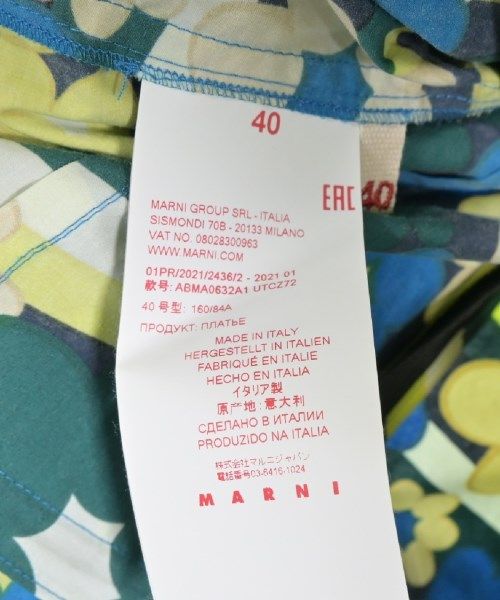 40
EAC
40
MARNI GROUP SRL - ITALIA
SISMONDI 70B - 20133 MILANO
VAT NO. 08028300963
WWW.MARNI.COM
01PR/2021/2436/2 - 2021 01
款号: ABMA0632A1 UTCZ72
40 号型: 160/84A
ПРОДУКТ: ПЛАТЬЕ
MADE IN ITALY
HERGESTELLT IN ITALIEN
FABRIQUÉ EN ITALIE
HECHO EN ITALIA
イタリア製
原产地: 意大利
СДЕЛАНО В ИТАЛИИ
PRODUZIDO NA ITALIA
株式会社マルニジャパン
電話番号03-6416-1024
MARNI